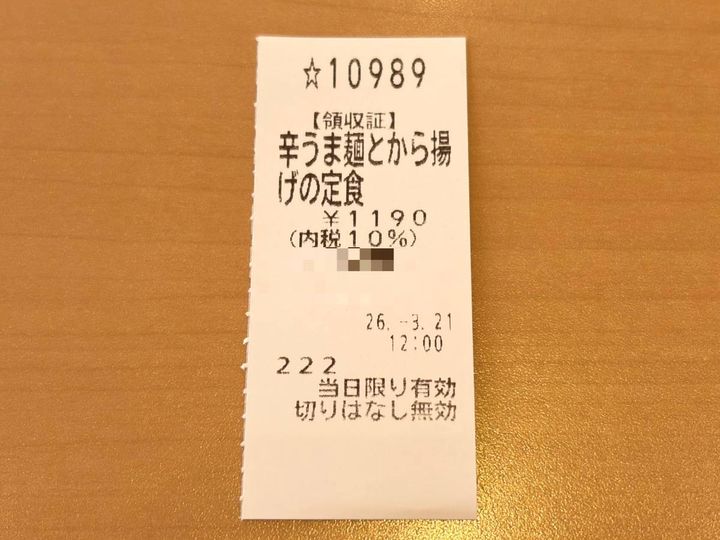 ☆10989
【領収証】
辛うま麺とから揚
げの定食
￥１１９０
(内税１０％)
26.-3.21
12:00
２２２
当日限り有効
切りはなし無効